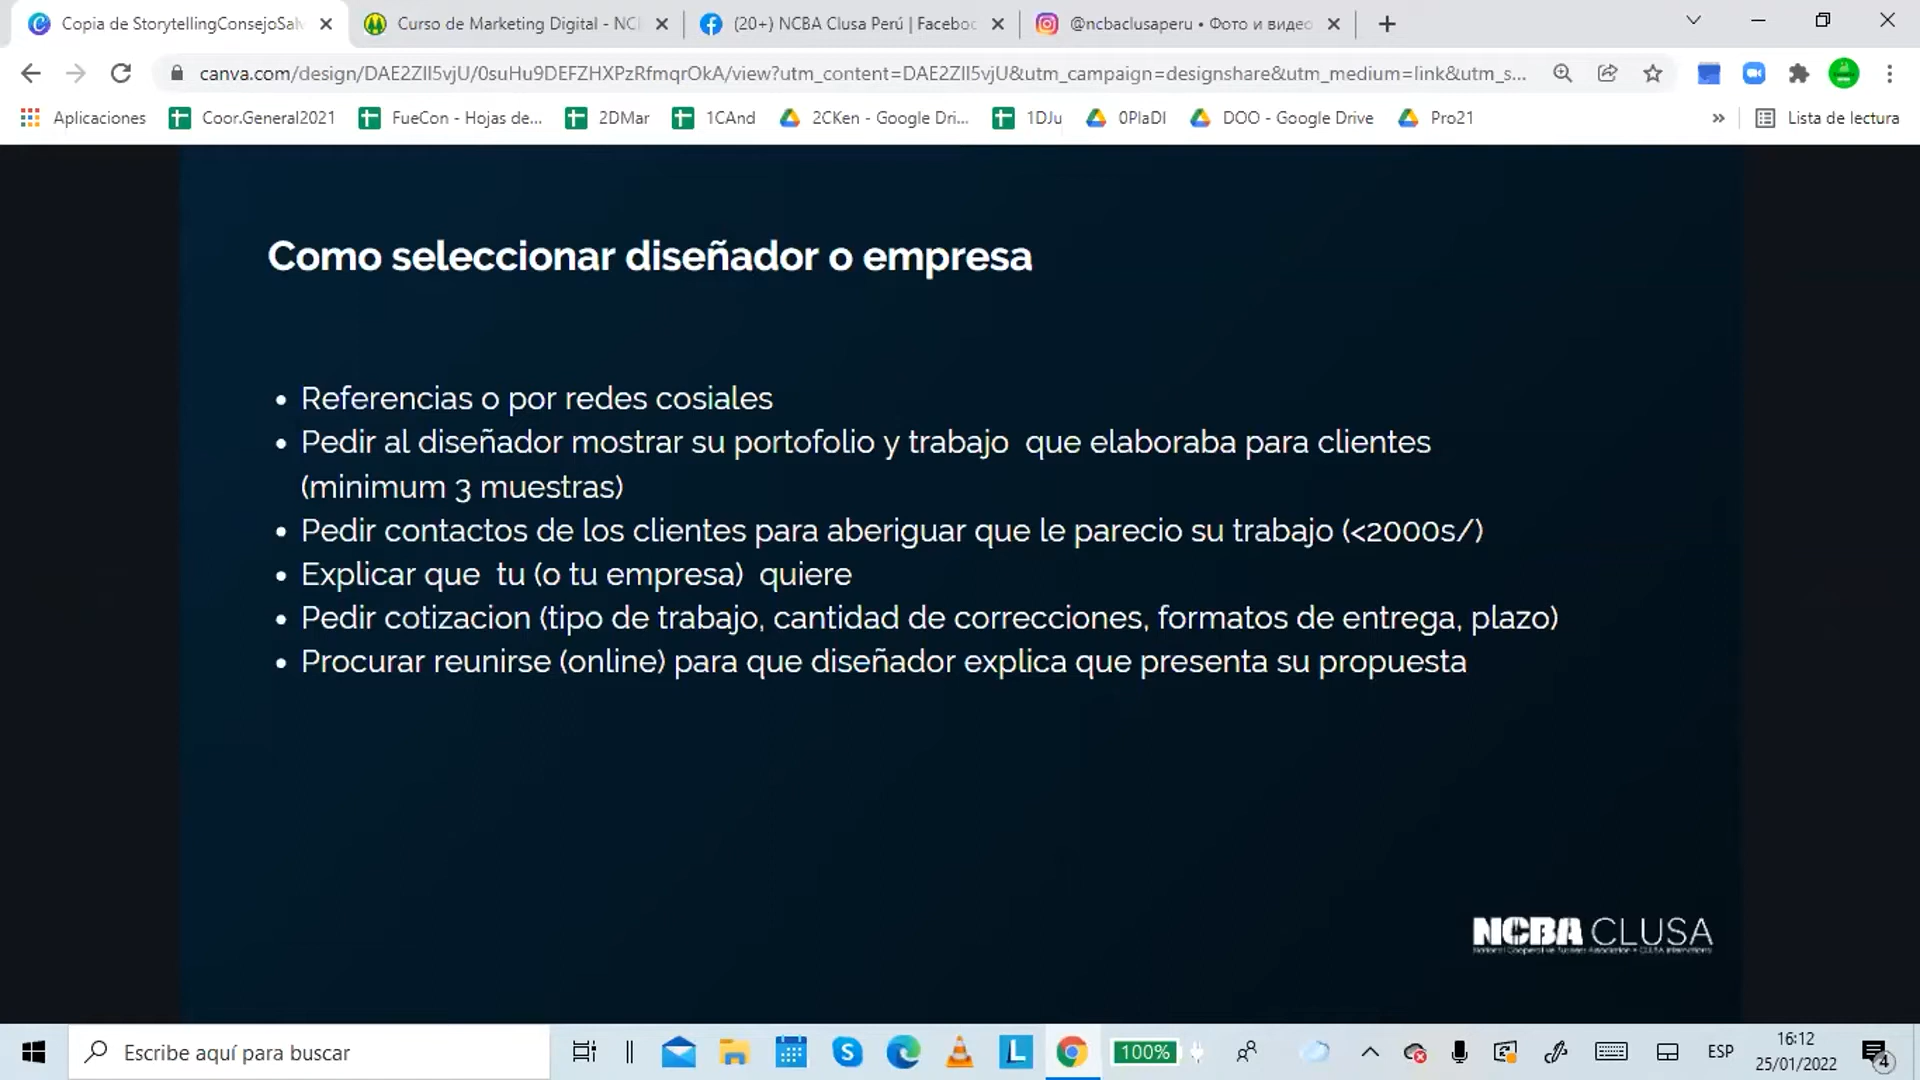 Copia de StorytellingConsejoSal
Curso de Marketing Digital - NC
(20+) NCBA Clusa Perú | Faceboo
@ncbaclusaperu • Фото и видео
canva.com/design/DAE2ZII5vjU/0suHu9DEFZHXPzRfmqrOkA/view?utm_content=DAE2ZII5vjU&utm_campaign=designshare&utm_medium=link&utm_s...
Aplicaciones
Coor.General2021
FueCon - Hojas de...
2DMar
1CAnd
2CKen - Google Dri...
1DJu
0PlaDI
DOO - Google Drive
Pro21
»
Lista de lectura
Como seleccionar diseñador o empresa
• Referencias o por redes cosiales
• Pedir al diseñador mostrar su portofolio y trabajo que elaboraba para clientes
(minimum 3 muestras)
• Pedir contactos de los clientes para aberiguar que le parecio su trabajo (<2000s/)
• Explicar que tu (o tu empresa) quiere
• Pedir cotizacion (tipo de trabajo, cantidad de correcciones, formatos de entrega, plazo)
• Procurar reunirse (online) para que diseñador explica que presenta su propuesta
NCBA CLUSA
Escribe aquí para buscar
100%
ESP
16:12
25/01/2022
4